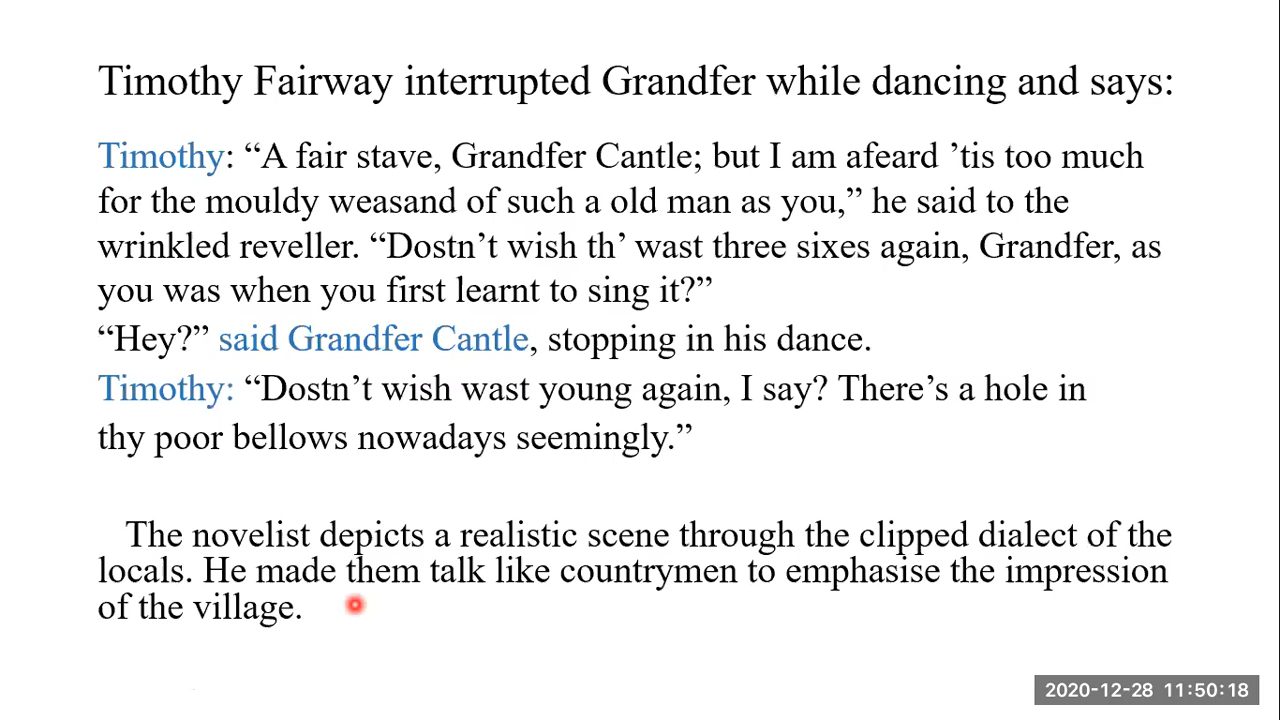 Timothy Fairway interrupted Grandfer while dancing and says:
Timothy: “A fair stave, Grandfer Cantle; but I am afeard ’tis too much
for the mouldy weasand of such a old man as you,” he said to the
wrinkled reveller. “Dostn’t wish th’ wast three sixes again, Grandfer, as
you was when you first learnt to sing it?”
“Hey?” said Grandfer Cantle, stopping in his dance.
Timothy: “Dostn’t wish wast young again, I say? There’s a hole in
thy poor bellows nowadays seemingly.”
The novelist depicts a realistic scene through the clipped dialect of the
locals. He made them talk like countrymen to emphasise the impression
of the village.
2020-12-28 11:50:18